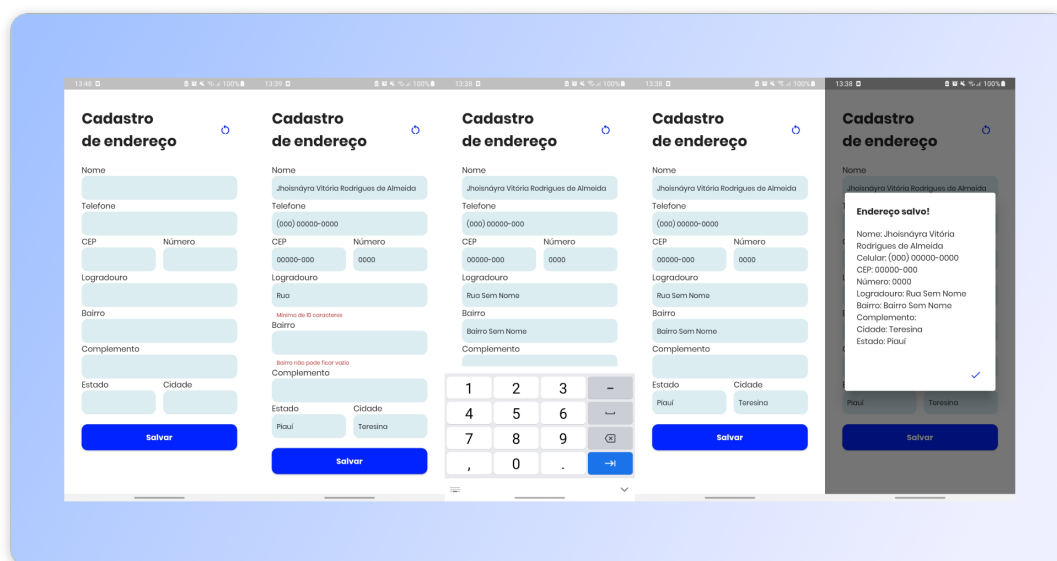 13:48
100%
Cadastro
de endereço
Nome
Telefone
CEP Número
Logradouro
Bairro
Complemento
Estado Cidade
Salvar
13:39
100%
Cadastro
de endereço
Nome
Jhoisnáyra Vitória Rodrigues de Almeida
Telefone
(000) 00000-0000
CEP Número
00000-000 0000
Logradouro
Rua
Mínimo de 10 caracteres
Bairro
Bairro não pode ficar vazio
Complemento
Estado Cidade
Piauí Teresina
Salvar
13:38
100%
Cadastro
de endereço
Nome
Jhoisnáyra Vitória Rodrigues de Almeida
Telefone
(000) 00000-000
CEP Número
00000-000 0000
Logradouro
Rua Sem Nome
Bairro
Bairro Sem Nome
Complemento
1 2 3 -
4 5 6
7 8 9
, 0 .
13:38
100%
Cadastro
de endereço
Nome
Jhoisnáyra Vitória Rodrigues de Almeida
Telefone
(000) 00000-0000
CEP Número
00000-000 0000
Logradouro
Rua Sem Nome
Bairro
Bairro Sem Nome
Complemento
Estado Cidade
Piauí Teresina
Salvar
13:38
100%
Cadastro
de endereço
Nome
Jhoisnáyra Vitória Rodrigues de Almeida
Endereço salvo!
Nome: Jhoisnáyra Vitória
Rodrigues de Almeida
Celular: (000) 00000-0000
CEP: 00000-000
Número: 0000
Logradouro: Rua Sem Nome
Bairro: Bairro Sem Nome
Complemento:
Cidade: Teresina
Estado: Piauí
Piauí Teresina
Salvar